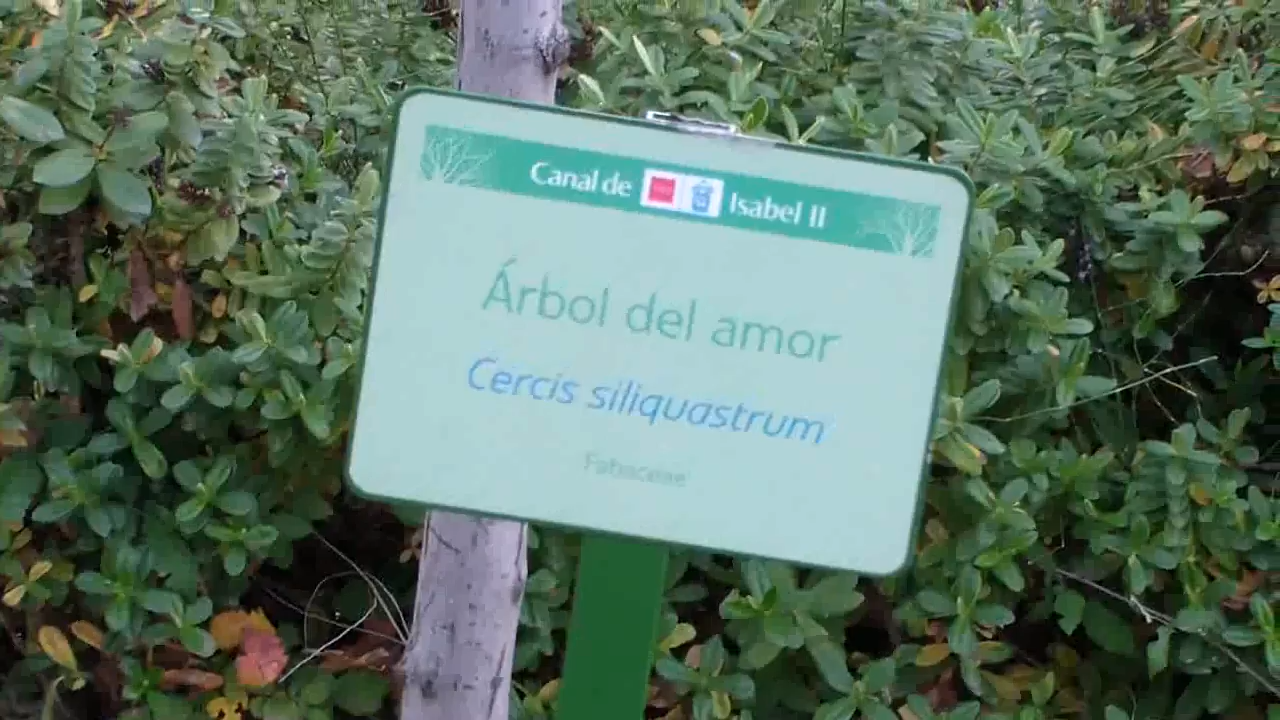 Canal de Isabel II
Árbol del amor
Cercis siliquastrum
Fabaceae